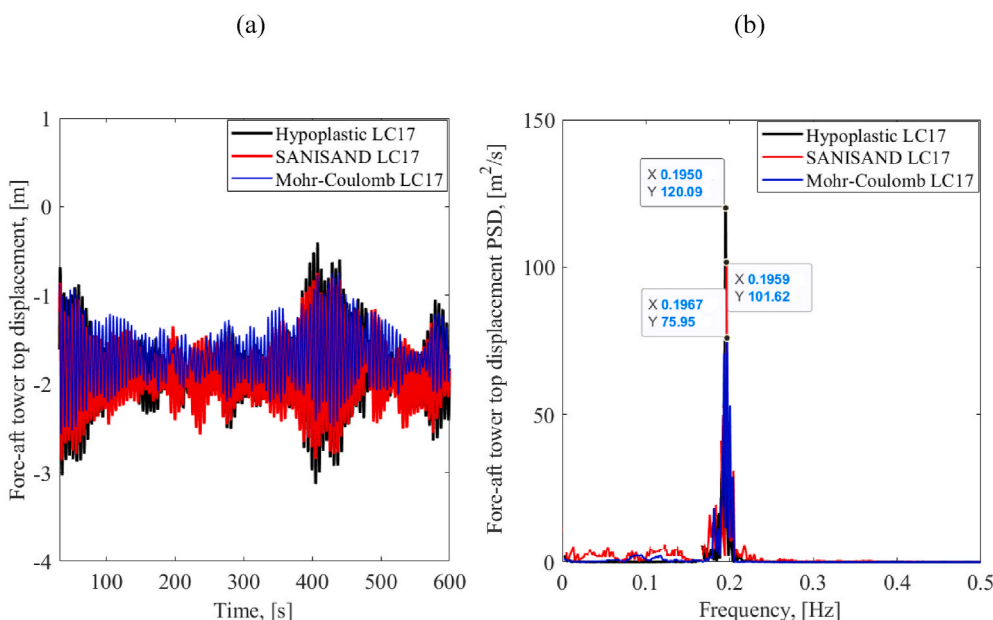 (a)
(b)
1
0
-1
-2
-3
-4
100 200 300 400 500 600
Time, [s]
Fore-aft tower top displacement, [m]
Hypoplastic LC17
SANISAND LC17
Mohr-Coulomb LC17
150
100
50
0
0 0.1 0.2 0.3 0.4 0.5
Frequency, [Hz]
Fore-aft tower top displacement PSD, [m²/s]
Hypoplastic LC17
SANISAND LC17
Mohr-Coulomb LC17
X 0.1950
Y 120.09
X 0.1959
Y 101.62
X 0.1967
Y 75.95